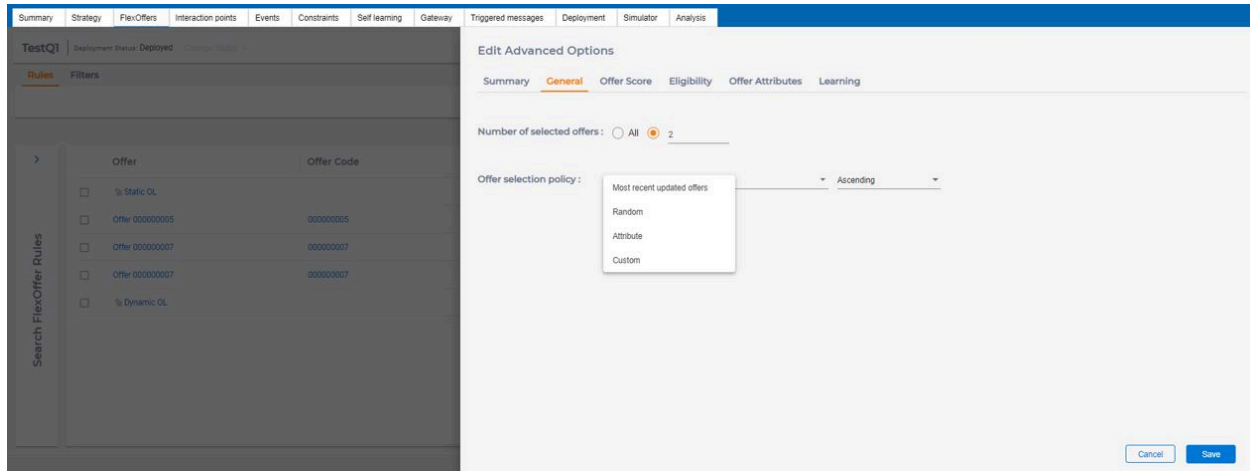 Summary Strategy FlexOffers Interaction points Events Constraints Self learning Gateway Triggered messages Deployment Simulator Analysis
TestQ1 Deployment Status: Deployed Change Status
Rules Filters
Search FlexOffer Rules
Offer Offer Code
Static OL
Offer 000000005 000000005
Offer 000000007 000000007
Offer 000000007 000000007
Dynamic OL
Edit Advanced Options
Summary General Offer Score Eligibility Offer Attributes Learning
Number of selected offers : All 2
Offer selection policy : Ascending
Most recent updated offers
Random
Attribute
Custom
Cancel Save